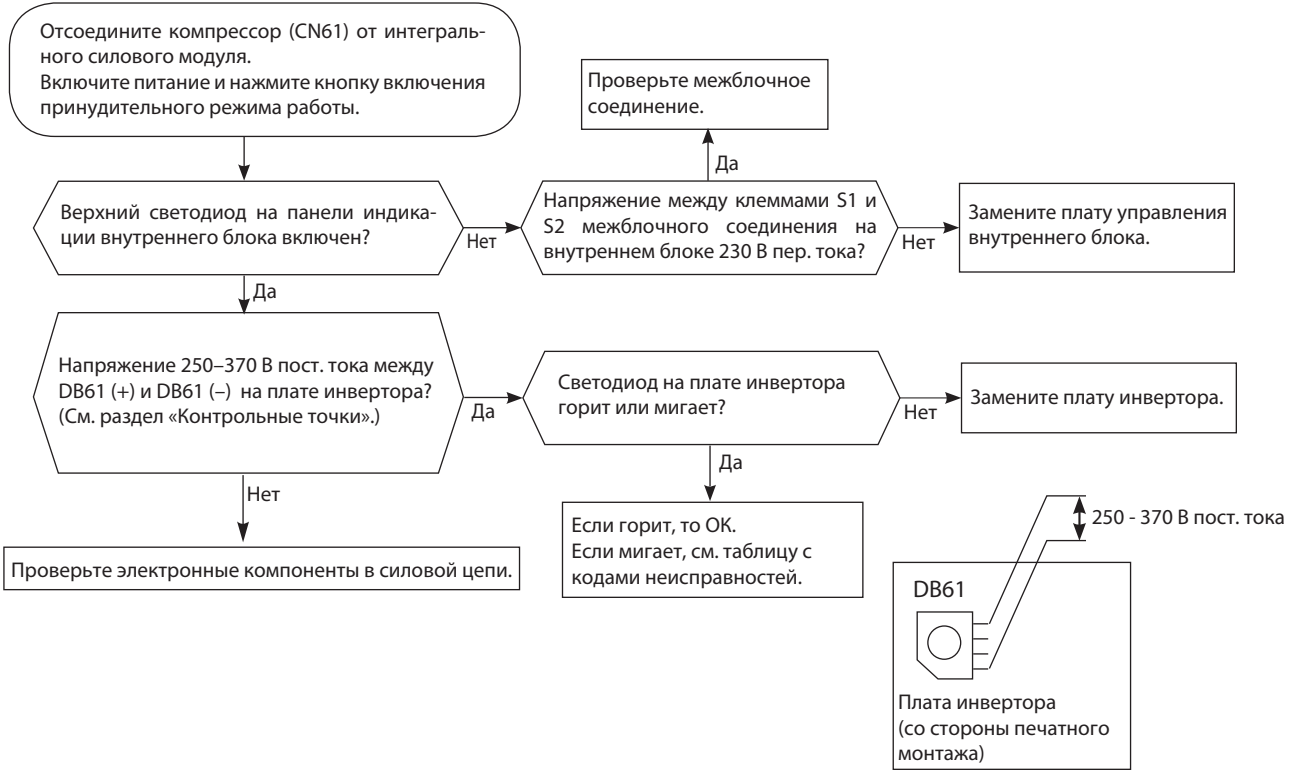 Отсоедините компрессор (CN61) от интеграль-
ного силового модуля.
Включите питание и нажмите кнопку включения
принудительного режима работы.
Проверьте межблочное
соединение.
Да
Верхний светодиод на панели индика-
ции внутреннего блока включен?
Нет
Напряжение между клеммами S1 и
S2 межблочного соединения на
внутреннем блоке 230 В пер. тока?
Нет
Замените плату управления
внутреннего блока.
Да
Напряжение 250–370 В пост. тока между
DB61 (+) и DB61 (–) на плате инвертора?
(См. раздел «Контрольные точки».)
Да
Светодиод на плате инвертора
горит или мигает?
Нет
Замените плату инвертора.
Нет
Да
Проверьте электронные компоненты в силовой цепи.
Если горит, то ОК.
Если мигает, см. таблицу с
кодами неисправностей.
250 - 370 В пост. тока
DB61
Плата инвертора
(со стороны печатного
монтажа)